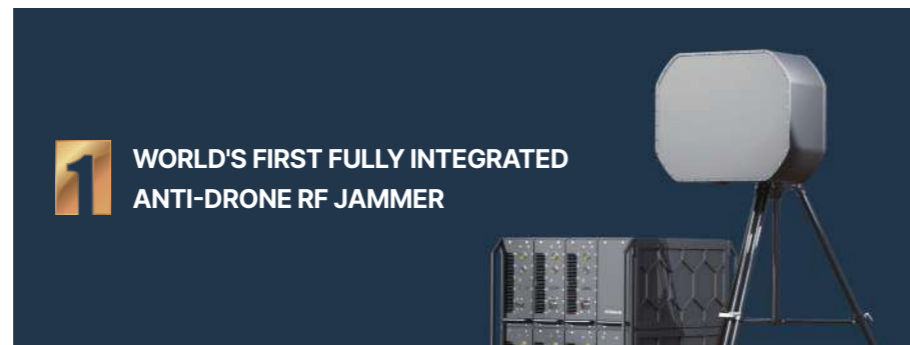 1 WORLD'S FIRST FULLY INTEGRATED
ANTI-DRONE RF JAMMER